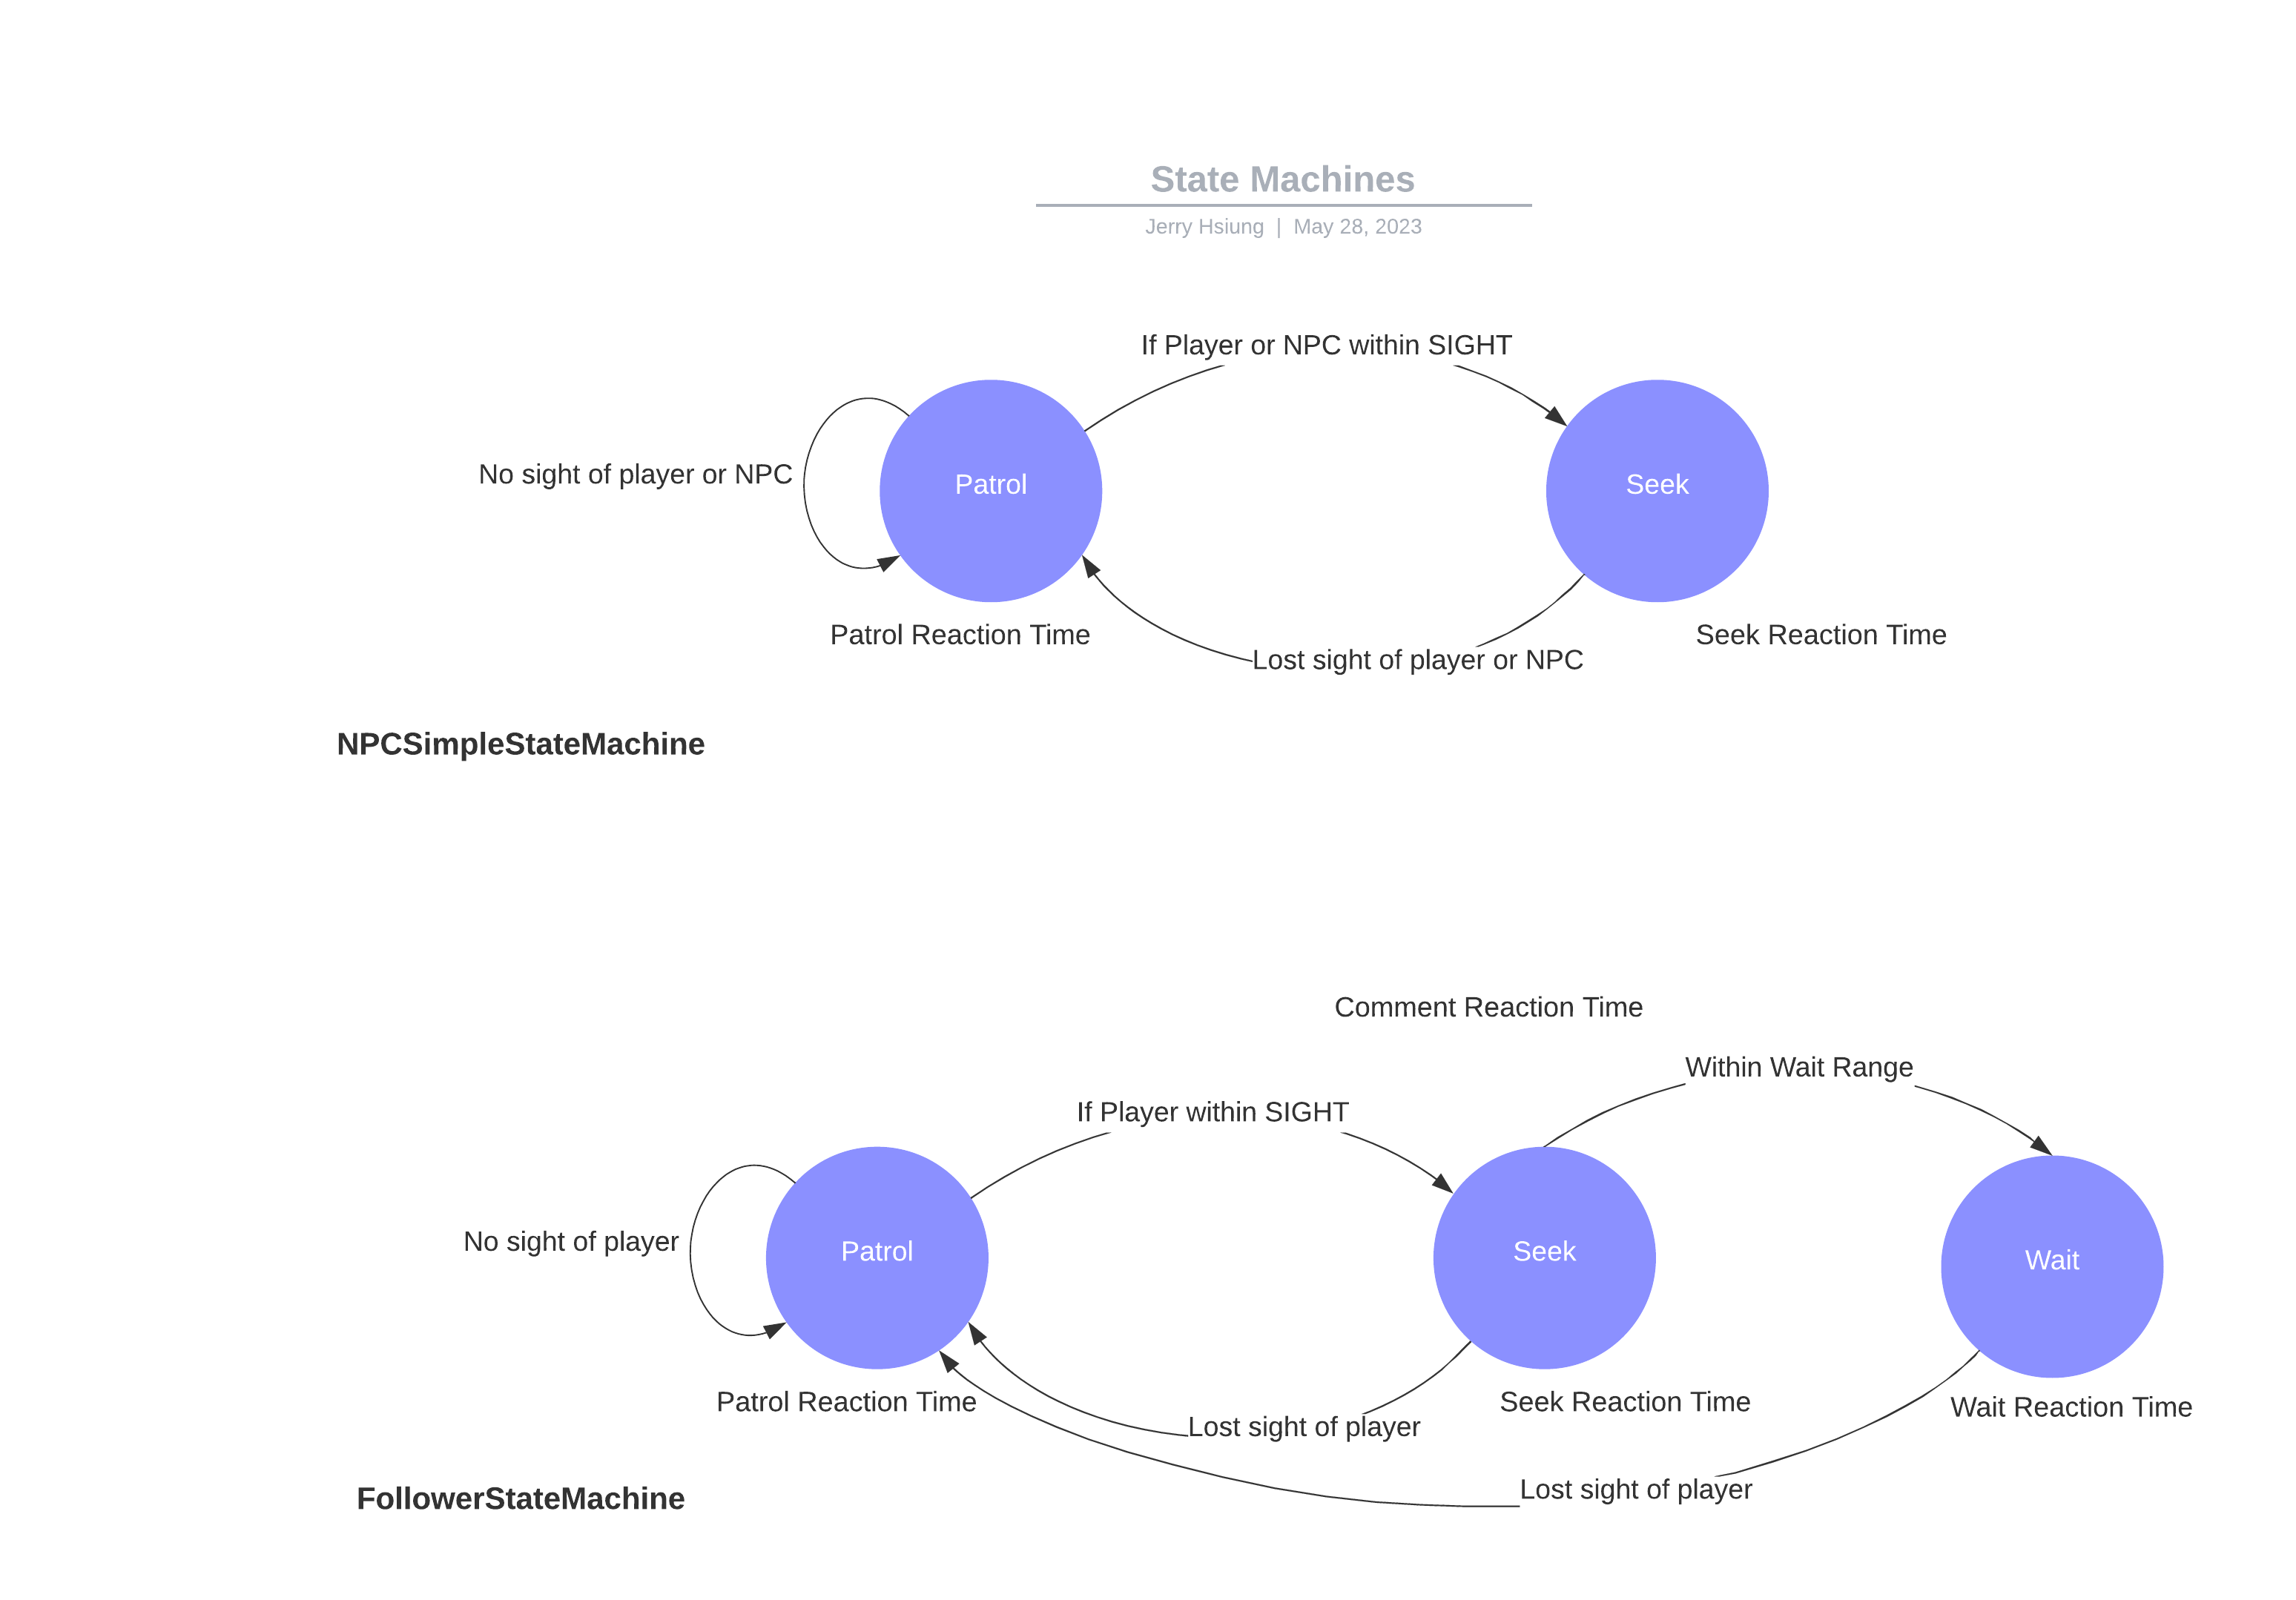 State Machines
Jerry Hsiung | May 28, 2023
If Player or NPC within SIGHT
No sight of player or NPC
Patrol
Seek
Patrol Reaction Time
Seek Reaction Time
Lost sight of player or NPC
NPCSimpleStateMachine
Comment Reaction Time
Within Wait Range
If Player within SIGHT
No sight of player
Patrol
Seek
Wait
Patrol Reaction Time
Seek Reaction Time
Wait Reaction Time
Lost sight of player
Lost sight of player
FollowerStateMachine